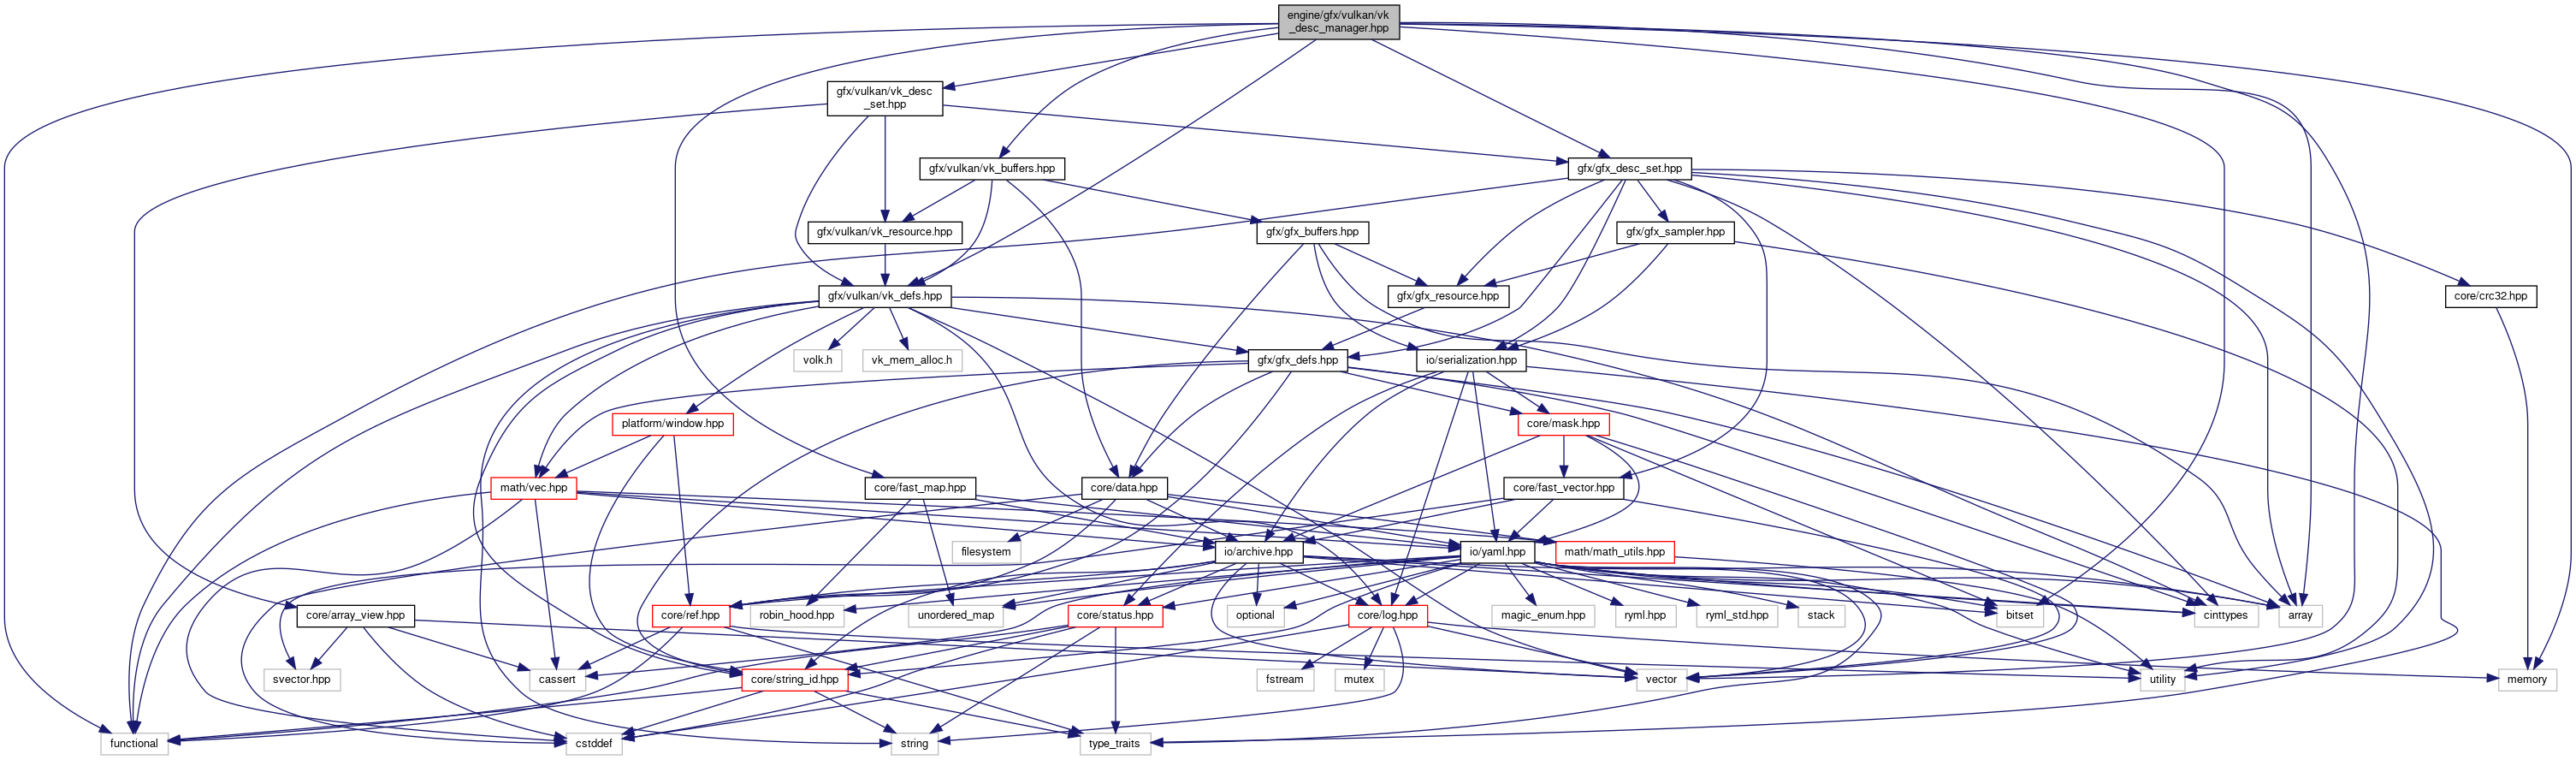 engine/gfx/vulkan/vk
_desc_manager.hpp
gfx/vulkan/vk_desc
_set.hpp
gfx/vulkan/vk_buffers.hpp
gfx/gfx_desc_set.hpp
gfx/vulkan/vk_resource.hpp
gfx/gfx_buffers.hpp
gfx/gfx_sampler.hpp
gfx/vulkan/vk_defs.hpp
gfx/gfx_resource.hpp
core/crc32.hpp
volk.h
vk_mem_alloc.h
gfx/gfx_defs.hpp
io/serialization.hpp
platform/window.hpp
core/mask.hpp
math/vec.hpp
core/fast_map.hpp
core/data.hpp
core/fast_vector.hpp
filesystem
io/archive.hpp
io/yaml.hpp
math/math_utils.hpp
core/array_view.hpp
core/ref.hpp
robin_hood.hpp
unordered_map
core/status.hpp
optional
core/log.hpp
magic_enum.hpp
ryml.hpp
ryml_std.hpp
stack
bitset
cinttypes
array
svector.hpp
cassert
core/string_id.hpp
fstream
mutex
vector
utility
memory
functional
cstddef
string
type_traits